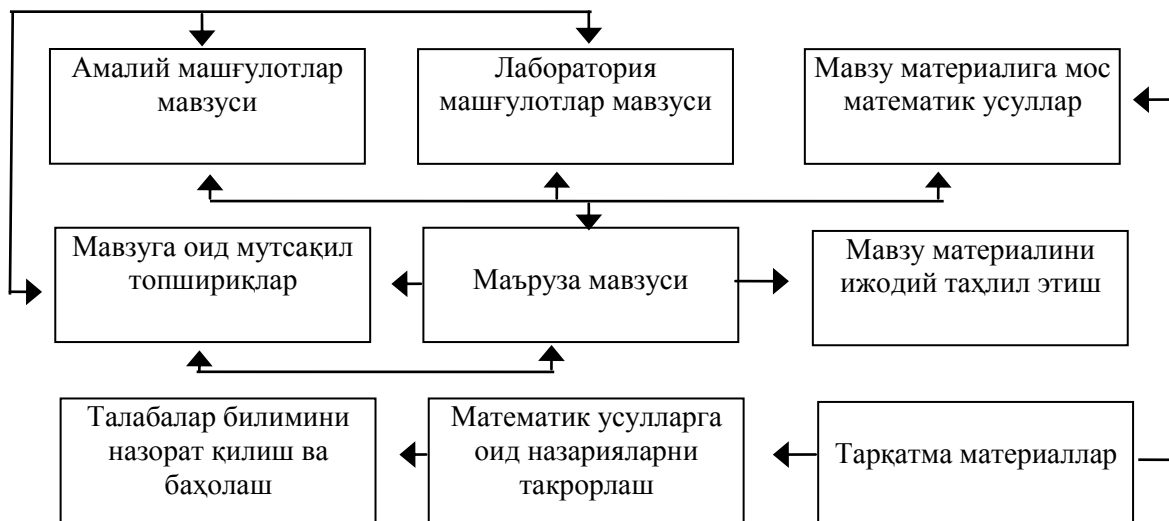 Амалий машғулотлар
мавзуси
Лаборатория
машғулотлар мавзуси
Мавзу материалига мос
математик усуллар
Мавзуга оид мутсақил
топшириқлар
Маъруза мавзуси
Мавзу материалини
ижодий таҳлил этиш
Талабалар билимини
назорат қилиш ва
баҳолаш
Математик усулларга
оид назарияларни
такрорлаш
Тарқатма материаллар